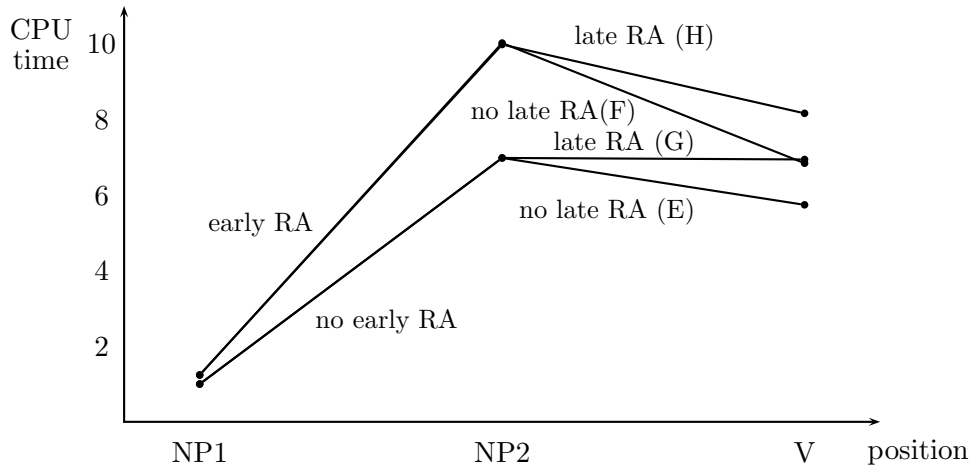 CPU
time
10
8
6
4
2
late RA (H)
no late RA(F)
late RA (G)
no late RA (E)
early RA
no early RA
NP1
NP2
V
position